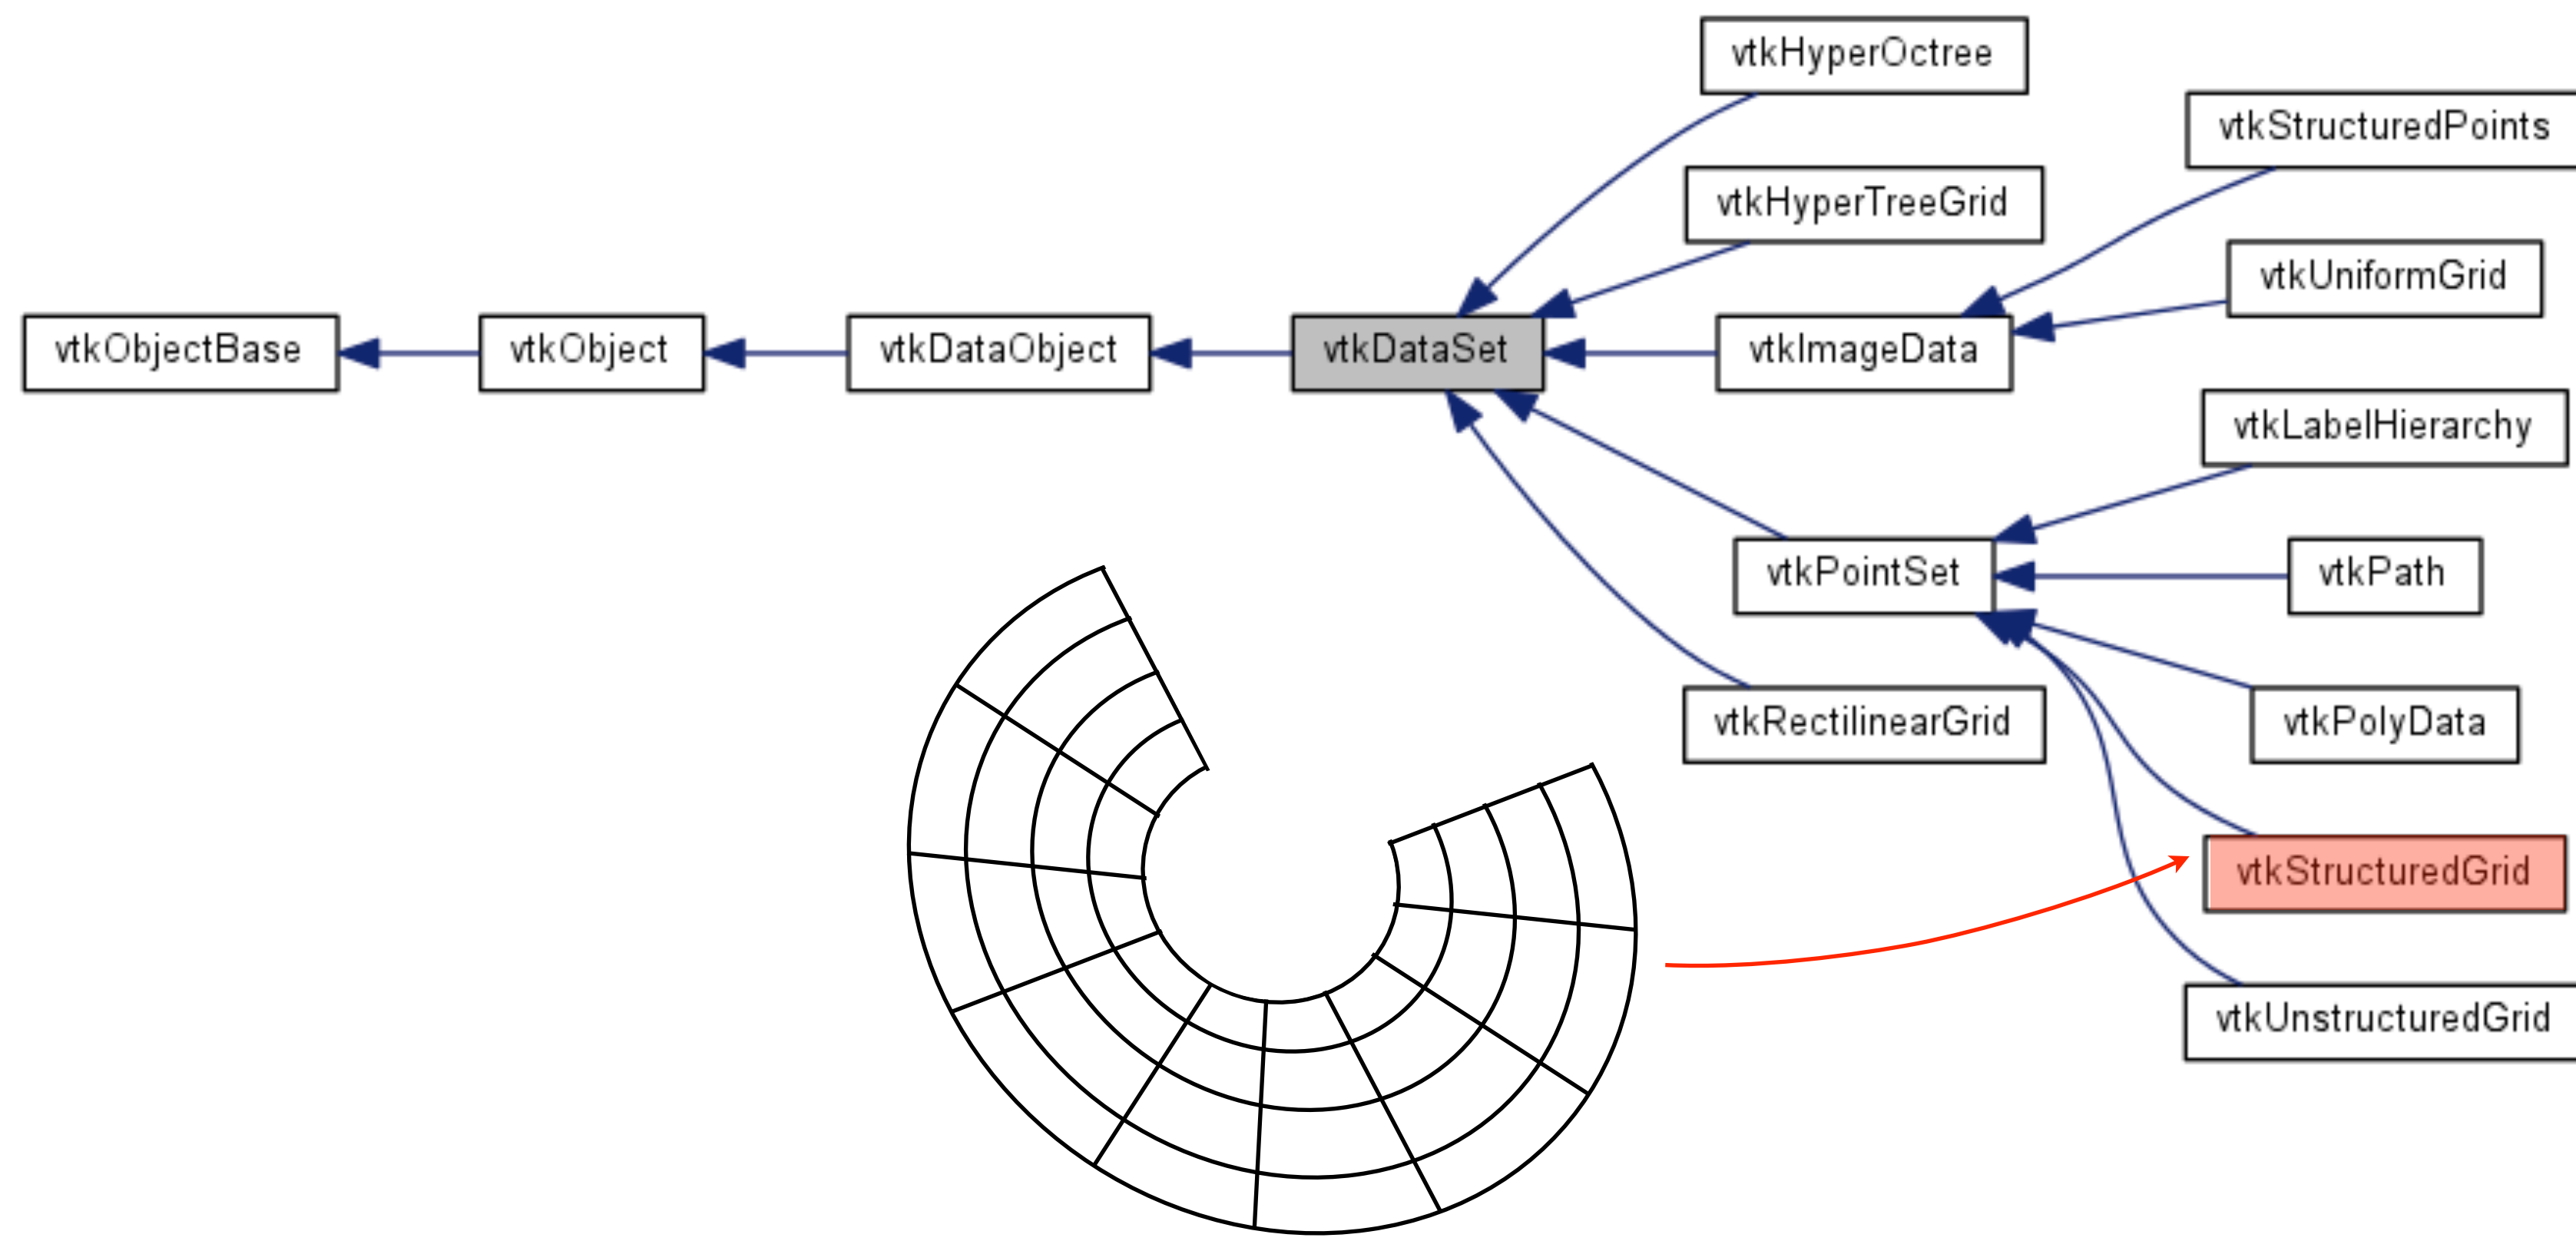 vtkHyperOctree
vtkStructuredPoints
vtkHyperTreeGrid
vtkUniformGrid
vtkObjectBase
vtkObject
vtkDataObject
vtkDataSet
vtkImageData
vtkLabelHierarchy
vtkPointSet
vtkPath
vtkRectilinearGrid
vtkPolyData
vtkStructuredGrid
vtkUnstructuredGrid